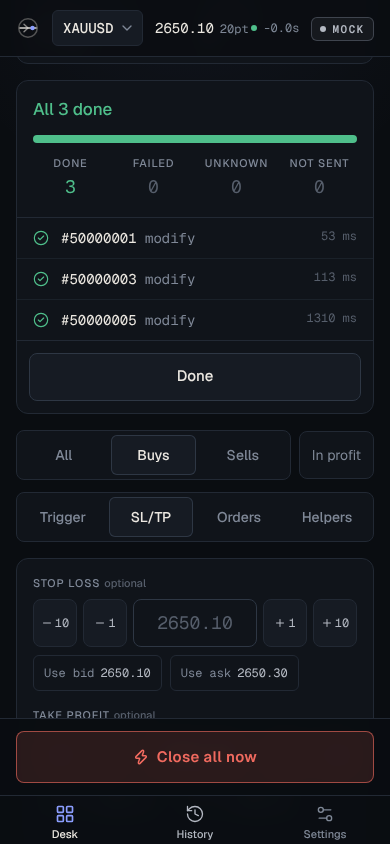 XAUUSD 2650.10 20pt -0.0s MOCK
All 3 done
DONE FAILED UNKNOWN NOT SENT
3 0 0 0
#50000001 modify 53 ms
#50000003 modify 113 ms
#50000005 modify 1310 ms
Done
All Buys Sells In profit
Trigger SL/TP Orders Helpers
STOP LOSS optional
−10 −1 2650.10 +1 +10
Use bid 2650.10 Use ask 2650.30
TAKE PROFIT optional
Close all now
Desk History Settings